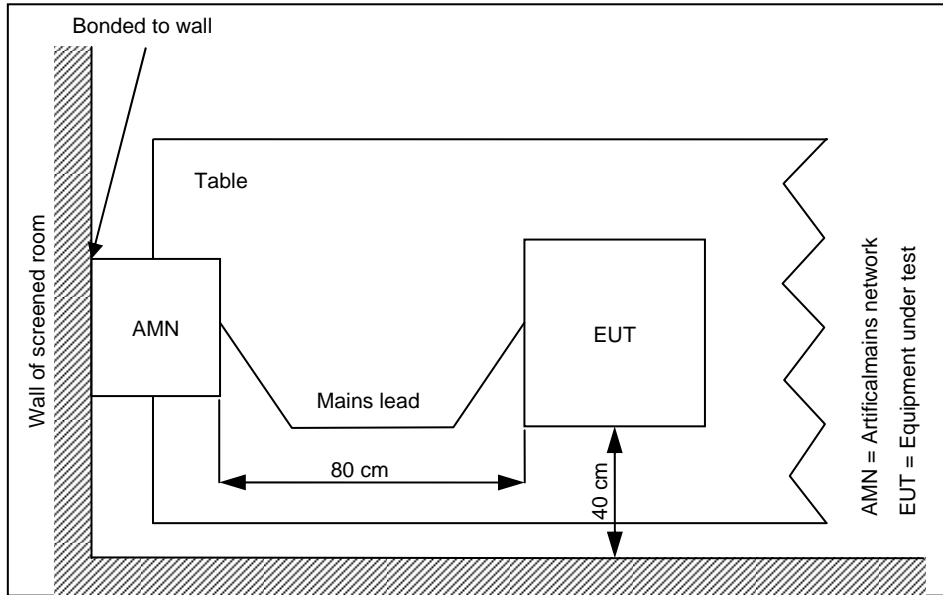 Bonded to wall
Table
Wall of screened room
AMN
EUT
Mains lead
80 cm
40 cm
AMN = Artificalmains network
EUT = Equipment under test